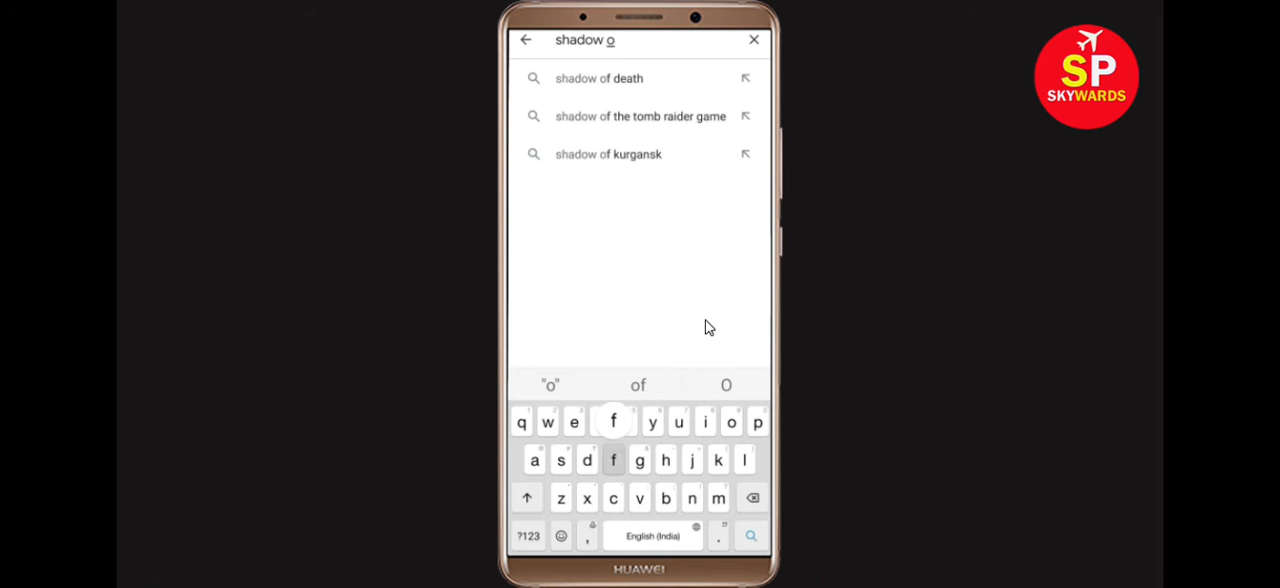 shadow o
shadow of death
shadow of the tomb raider game
shadow of kurgansk
SP
SKYWARDS
"o" of O
q w e f y u i o p
a s d f g h j k l
z x c v b n m
?123 , English (India) .
HUAWEI